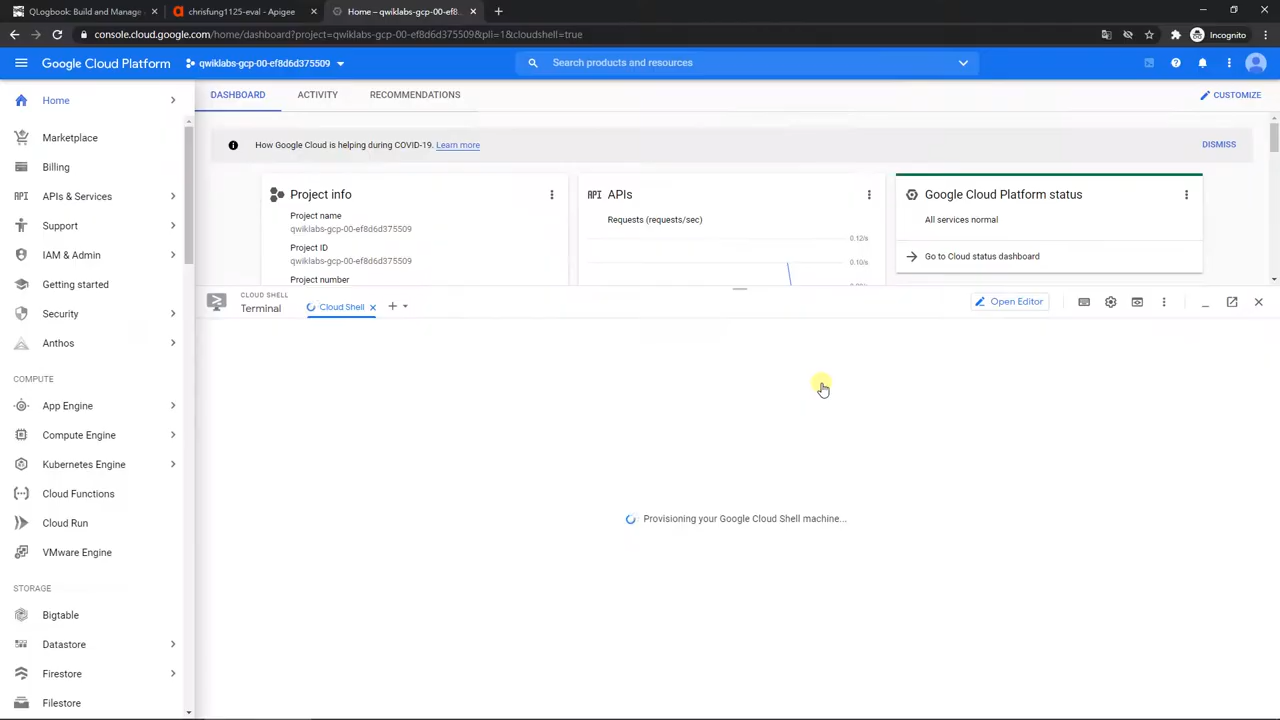 QLogbook: Build and Manage
chrisfung1125-eval - Apigee
Home – qwiklabs-gcp-00-ef8
console.cloud.google.com/home/dashboard?project=qwiklabs-gcp-00-ef8d6d375509&pli=1&cloudshell=true
Incognito
Google Cloud Platform
qwiklabs-gcp-00-ef8d6d375509
Search products and resources
Home
Marketplace
Billing
APIs & Services
Support
IAM & Admin
Getting started
Security
Anthos
COMPUTE
App Engine
Compute Engine
Kubernetes Engine
Cloud Functions
Cloud Run
VMware Engine
STORAGE
Bigtable
Datastore
Firestore
Filestore
DASHBOARD
ACTIVITY
RECOMMENDATIONS
CUSTOMIZE
How Google Cloud is helping during COVID-19. Learn more
DISMISS
Project info
Project name
qwiklabs-gcp-00-ef8d6d375509
Project ID
qwiklabs-gcp-00-ef8d6d375509
Project number
API APIs
Requests (requests/sec)
0.12/s
0.10/s
Google Cloud Platform status
All services normal
Go to Cloud status dashboard
CLOUD SHELL
Terminal
Cloud Shell
Open Editor
Provisioning your Google Cloud Shell machine...